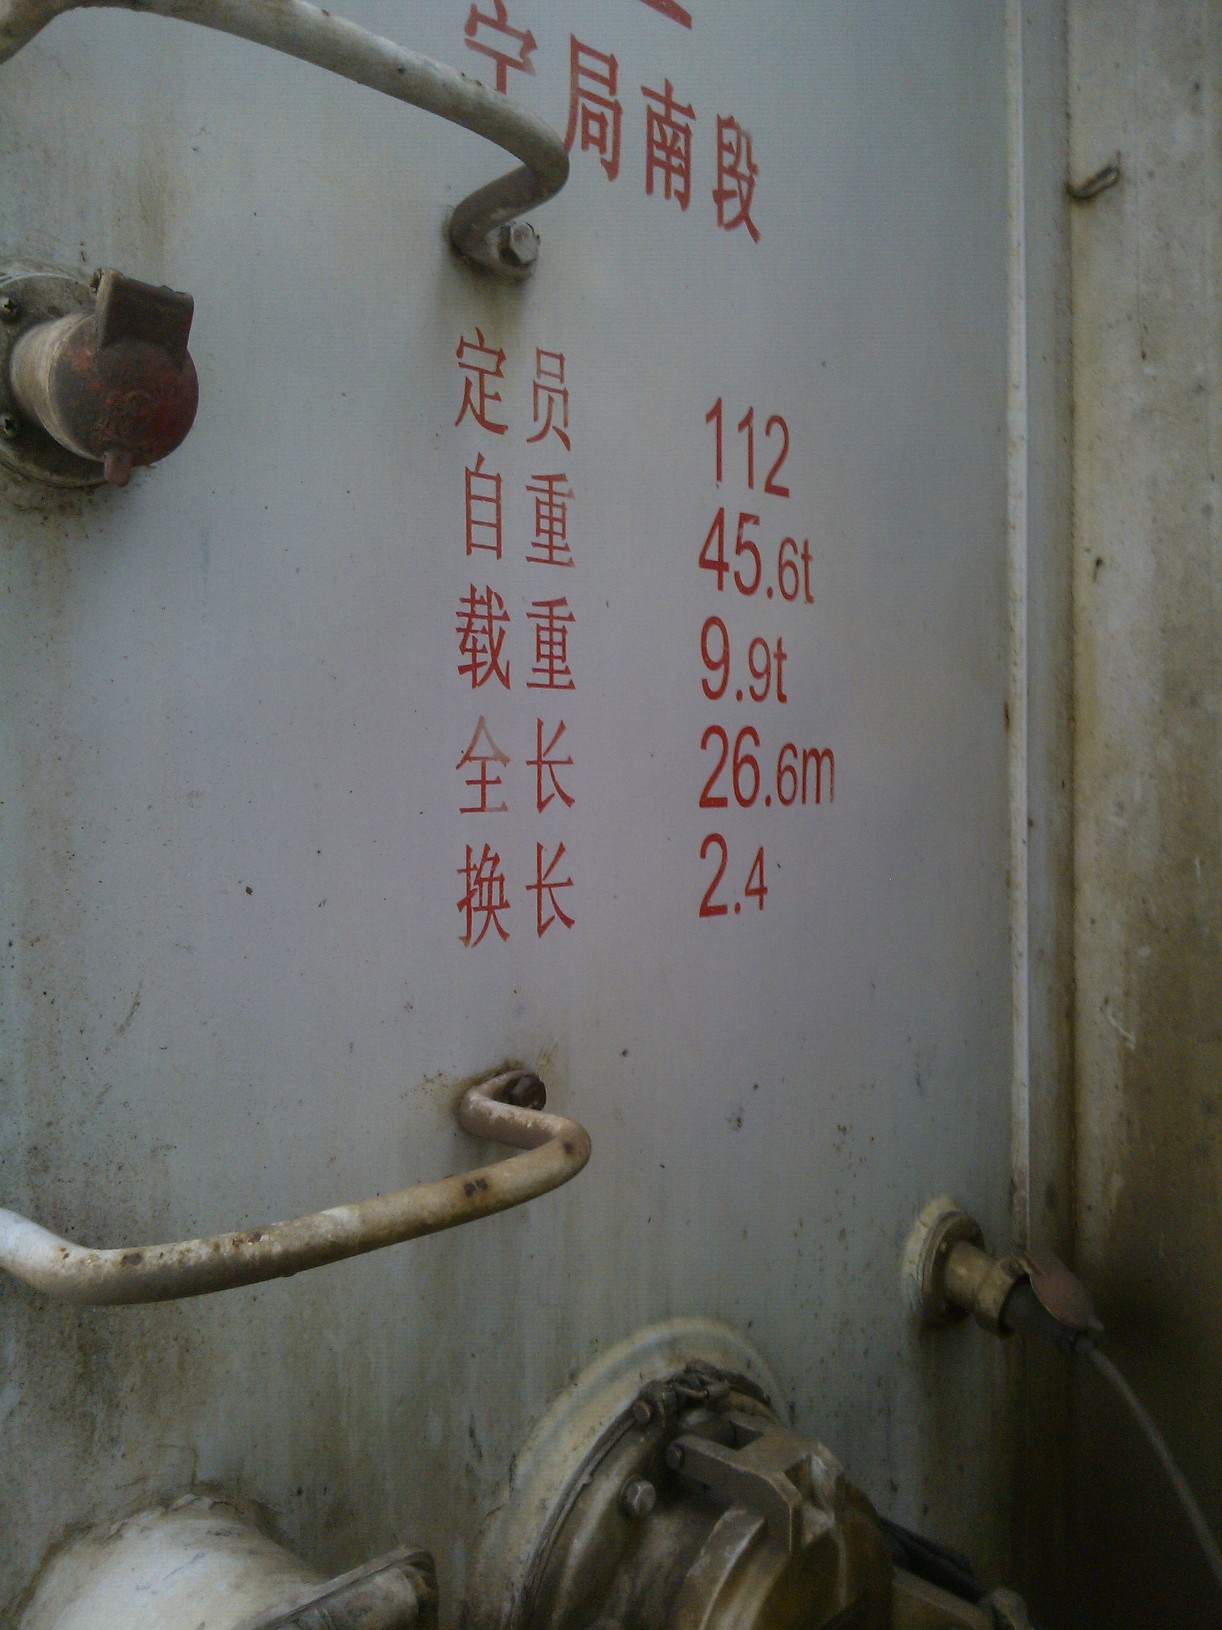 宁局南段
定员 112
自重 45.6t
载重 9.9t
全长 26.6m
换长 2.4